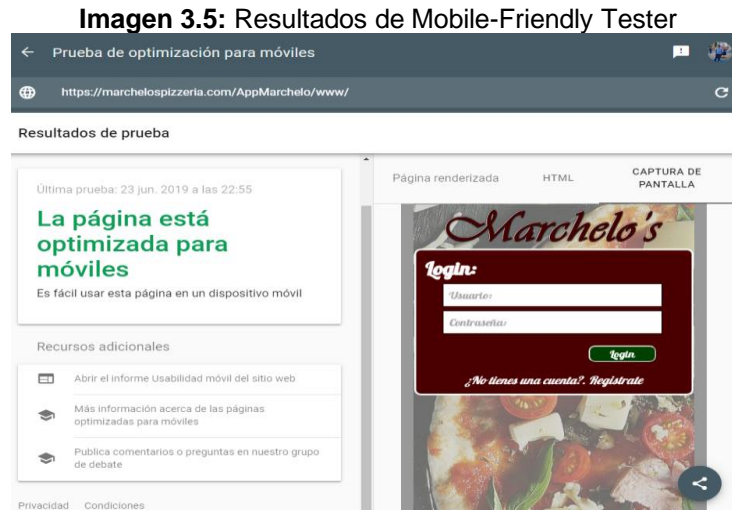 Imagen 3.5: Resultados de Mobile-Friendly Tester
Prueba de optimización para móviles
https://marchelospizzeria.com/AppMarchelo/www/
Resultados de prueba
Última prueba: 23 jun. 2019 a las 22:55
La página está
optimizada para
móviles
Es fácil usar esta página en un dispositivo móvil
Recursos adicionales
Abrir el informe Usabilidad móvil del sitio web
Más información acerca de las páginas
optimizadas para móviles
Publica comentarios o preguntas en nuestro grupo
de debate
Privacidad Condiciones
Página renderizada HTML CAPTURA DE
PANTALLA
Marchelo's
Login:
Usuario:
Contraseña:
Login
¿No tienes una cuenta?. Registrate